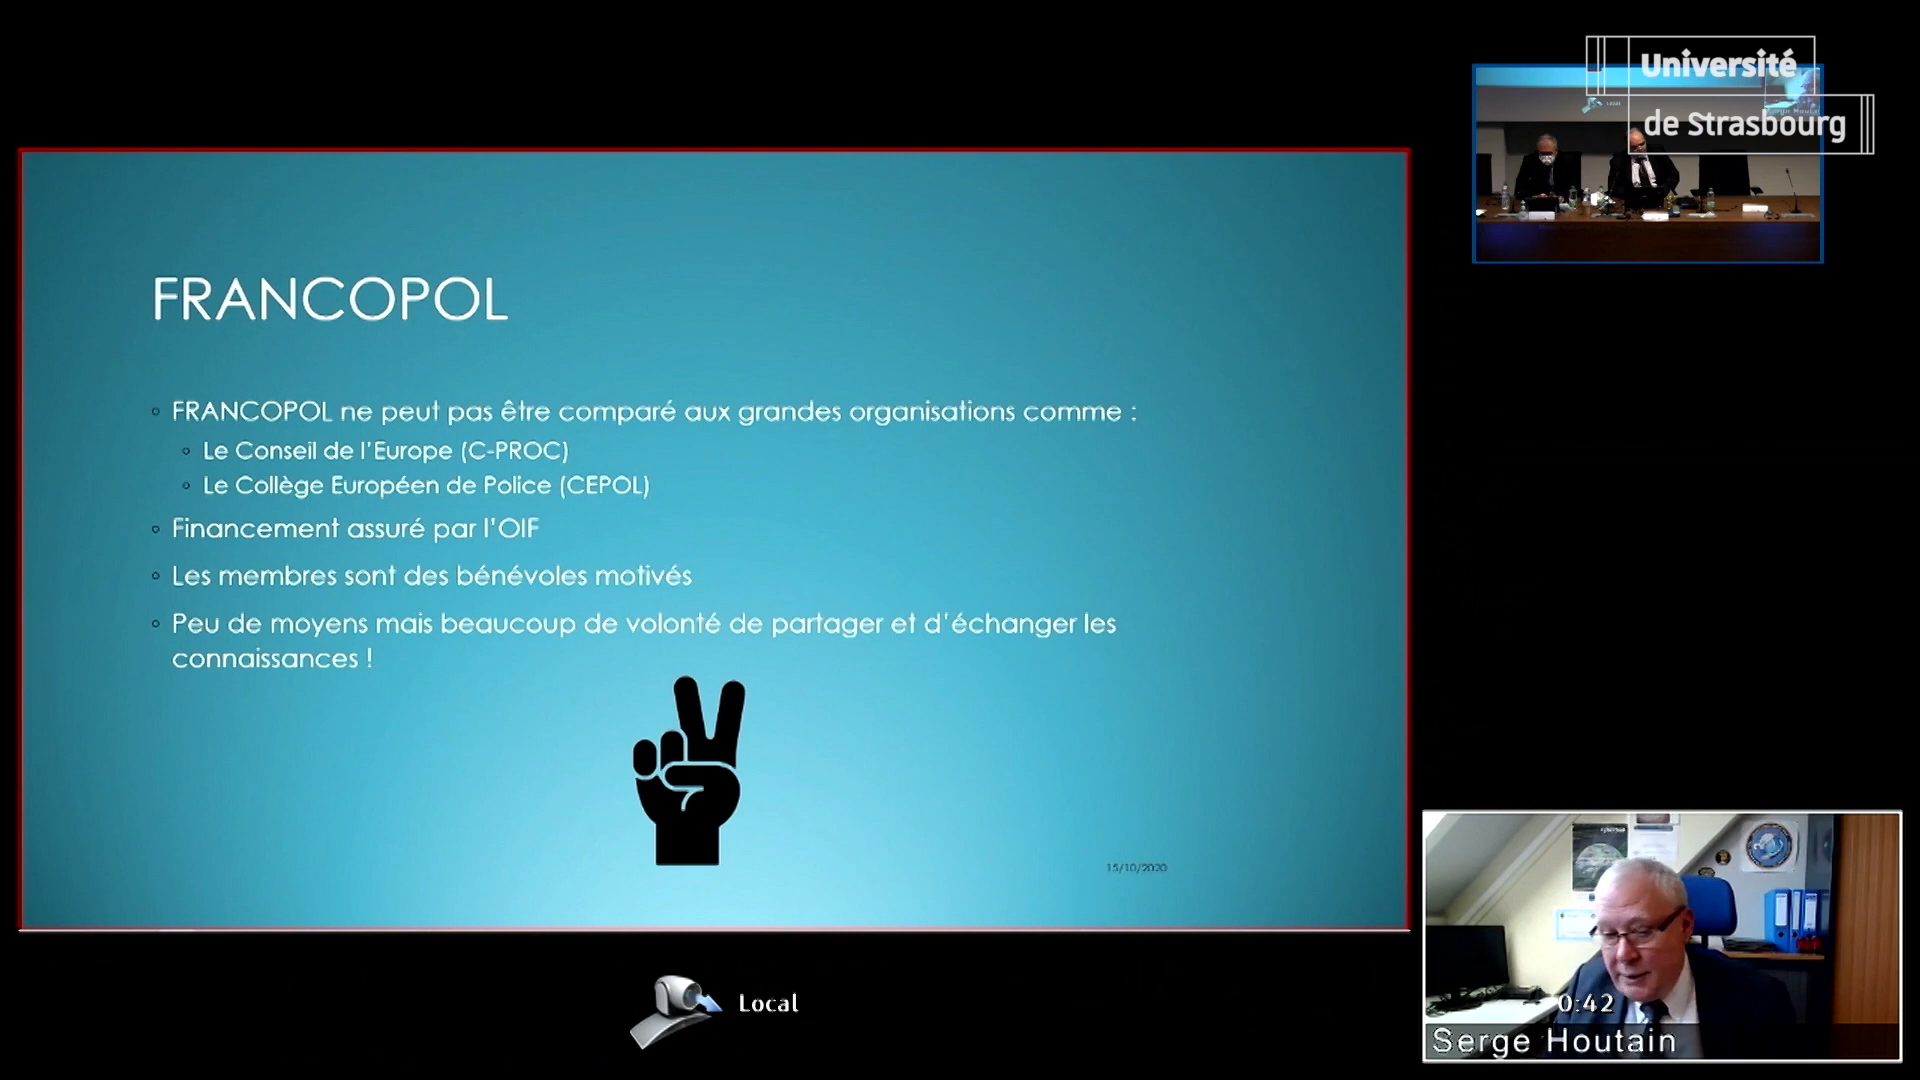 Université
de Strasbourg
FRANCOPOL
FRANCOPOL ne peut pas être comparé aux grandes organisations comme :
Le Conseil de l'Europe (C-PROC)
Le Collège Européen de Police (CEPOL)
Financement assuré par l'OIF
Les membres sont des bénévoles motivés
Peu de moyens mais beaucoup de volonté de partager et d'échanger les
connaissances !
15/10/2020
Local
0:42
Serge Houtain